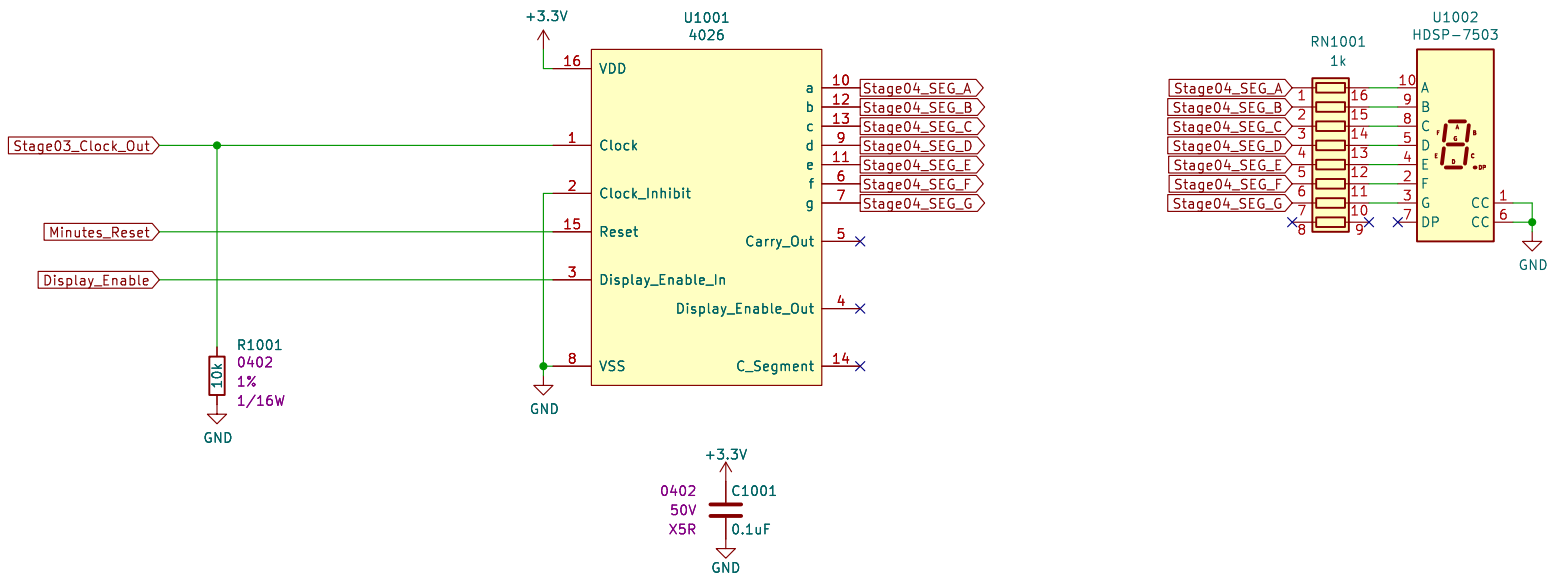 +3.3V
U1001
4026
16 VDD
Stage03_Clock_Out
1 Clock
2 Clock_Inhibit
Minutes_Reset
15 Reset
Display_Enable
3 Display_Enable_In
8 VSS
GND
R1001
10k
0402
1%
1/16W
GND
a 10 Stage04_SEG_A
b 12 Stage04_SEG_B
c 13 Stage04_SEG_C
d 9 Stage04_SEG_D
e 11 Stage04_SEG_E
f 6 Stage04_SEG_F
g 7 Stage04_SEG_G
Carry_Out 5
Display_Enable_Out 4
C_Segment 14
+3.3V
0402 C1001
50V
X5R 0.1uF
GND
RN1001
1k
U1002
HDSP-7503
Stage04_SEG_A 1 16 10 A
Stage04_SEG_B 2 15 9 B
Stage04_SEG_C 3 14 8 C
Stage04_SEG_D 4 13 5 D
Stage04_SEG_E 5 12 4 E
Stage04_SEG_F 6 11 2 F
Stage04_SEG_G 7 10 3 G CC 1
8 9 7 DP CC 6
A
F B
G
E C
D DP
GND